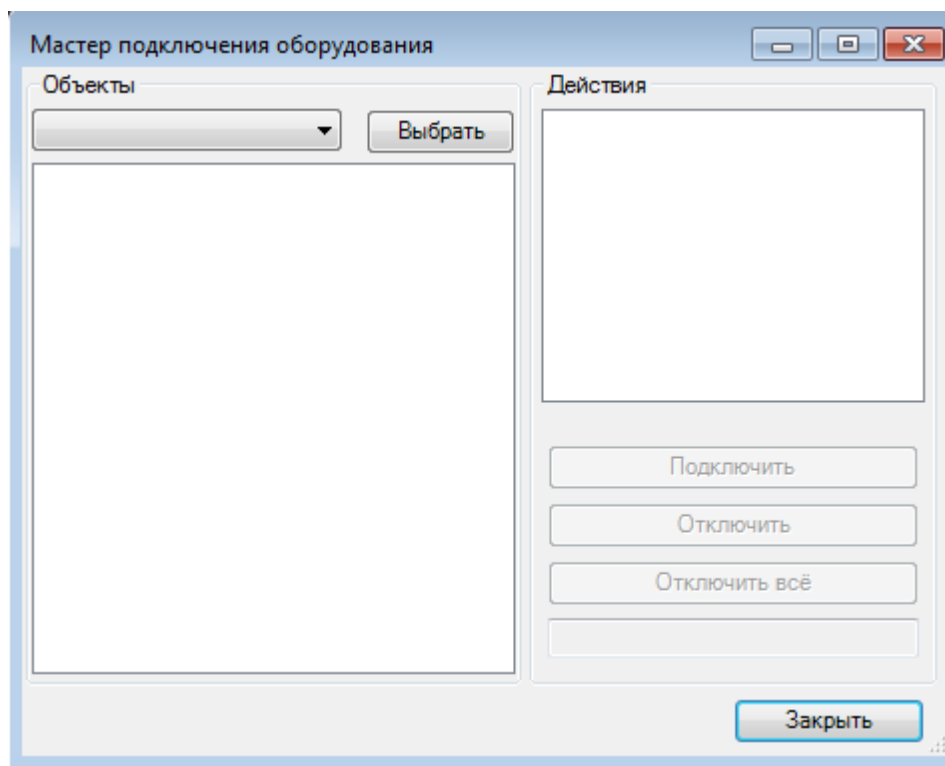 Мастер подключения оборудования
Объекты
Выбрать
Действия
Подключить
Отключить
Отключить всё
Закрыть